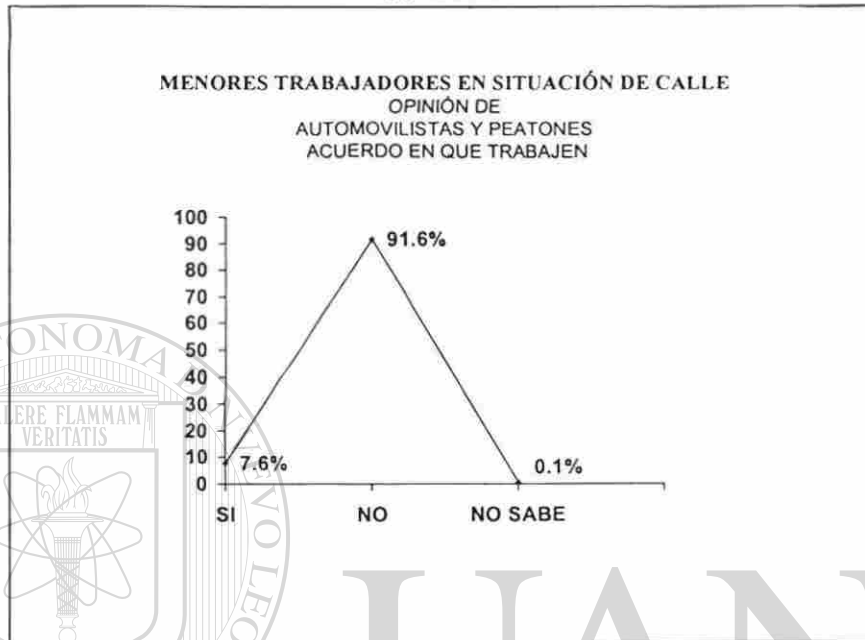 MENORES TRABAJADORES EN SITUACIÓN DE CALLE
OPINIÓN DE
AUTOMOVILISTAS Y PEATONES
ACUERDO EN QUE TRABAJEN
100
90
80
70
60
50
40
30
20
10
0
91.6%
7.6%
0.1%
SI NO NO SABE
FLAMMAM
VERITATIS
UAN